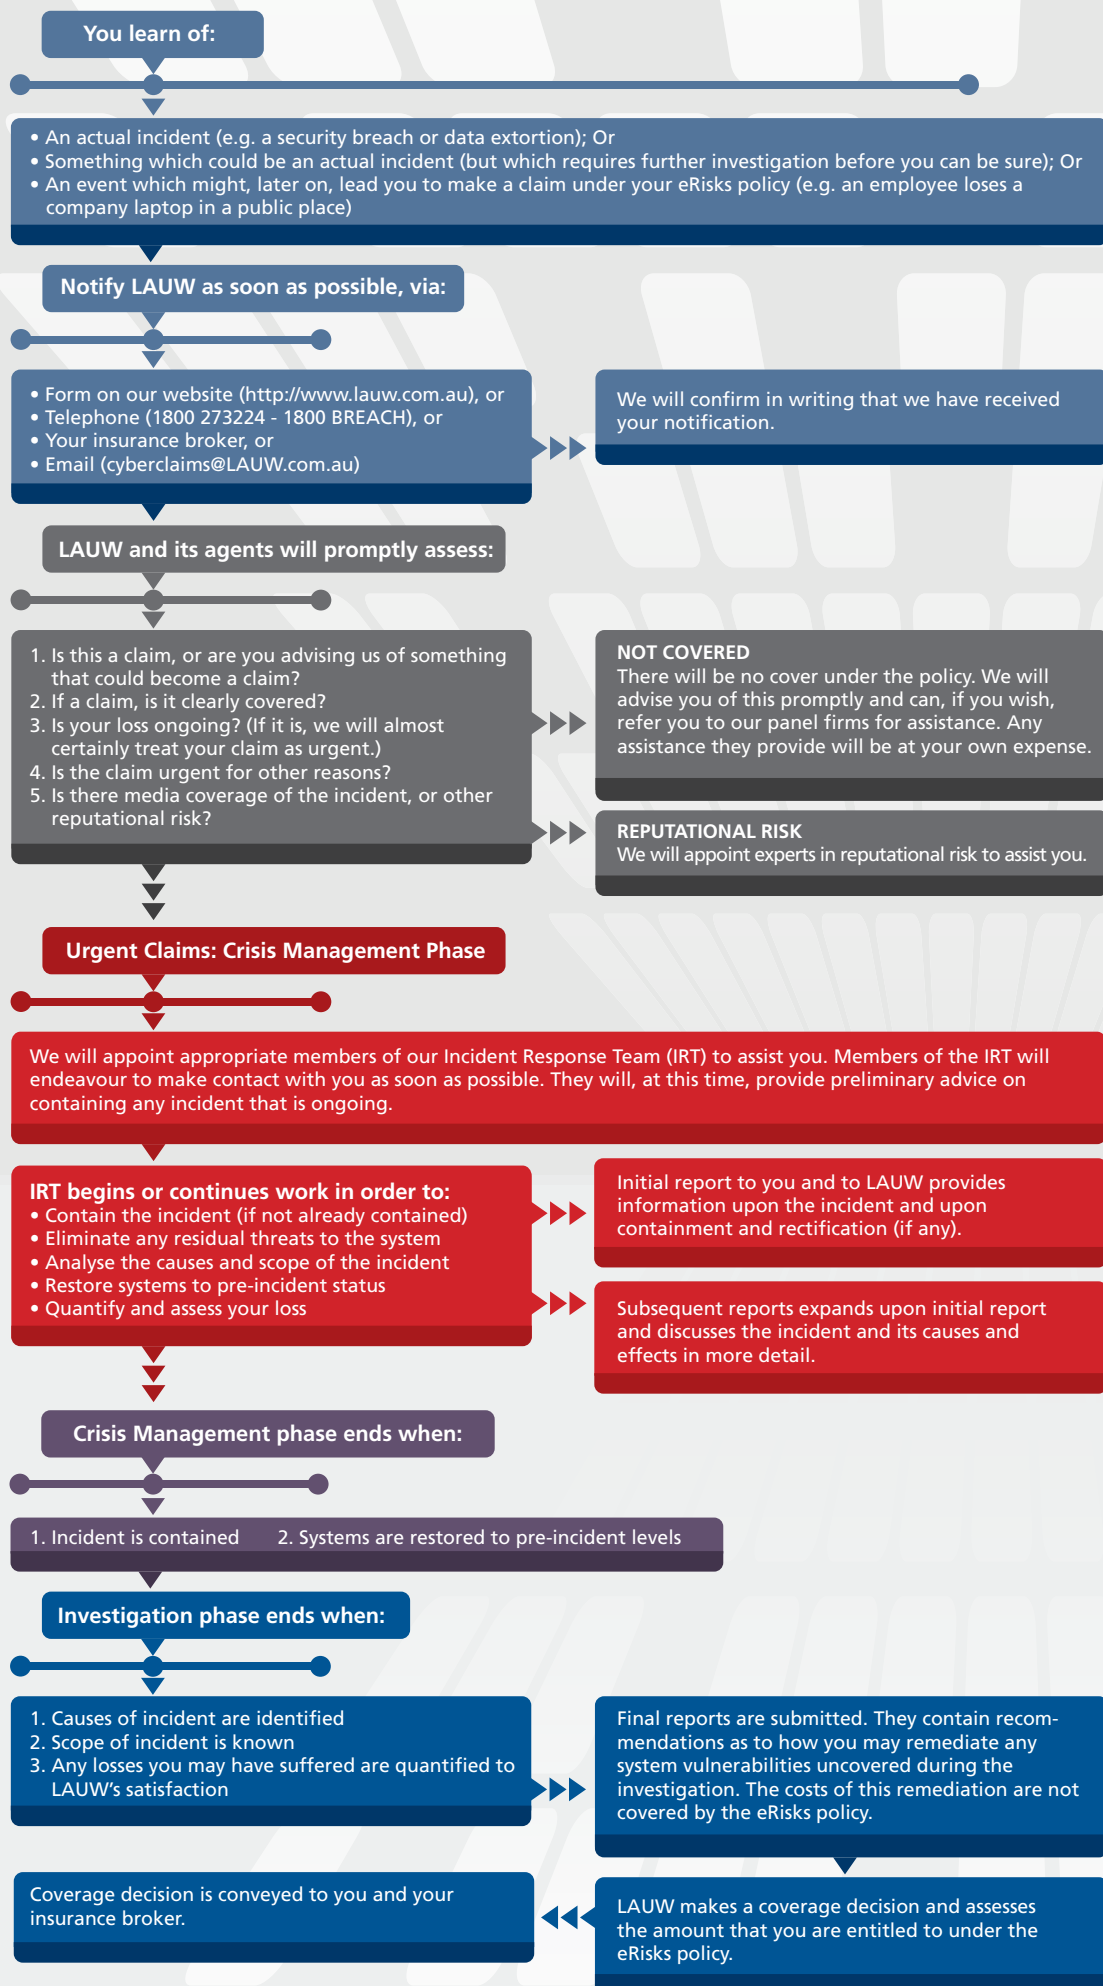 You learn of:
• An actual incident (e.g. a security breach or data extortion); Or
• Something which could be an actual incident (but which requires further investigation before you can be sure); Or
• An event which might, later on, lead you to make a claim under your eRisks policy (e.g. an employee loses a
company laptop in a public place)
Notify LAUW as soon as possible, via:
• Form on our website (http://www.lauw.com.au), or
• Telephone (1800 273224 - 1800 BREACH), or
• Your insurance broker, or
• Email (cyberclaims@LAUW.com.au)
We will confirm in writing that we have received
your notification.
LAUW and its agents will promptly assess:
1. Is this a claim, or are you advising us of something
that could become a claim?
2. If a claim, is it clearly covered?
3. Is your loss ongoing? (If it is, we will almost
certainly treat your claim as urgent.)
4. Is the claim urgent for other reasons?
5. Is there media coverage of the incident, or other
reputational risk?
NOT COVERED
There will be no cover under the policy. We will
advise you of this promptly and can, if you wish,
refer you to our panel firms for assistance. Any
assistance they provide will be at your own expense.
REPUTATIONAL RISK
We will appoint experts in reputational risk to assist you.
Urgent Claims: Crisis Management Phase
We will appoint appropriate members of our Incident Response Team (IRT) to assist you. Members of the IRT will
endeavour to make contact with you as soon as possible. They will, at this time, provide preliminary advice on
containing any incident that is ongoing.
IRT begins or continues work in order to:
• Contain the incident (if not already contained)
• Eliminate any residual threats to the system
• Analyse the causes and scope of the incident
• Restore systems to pre-incident status
• Quantify and assess your loss
Initial report to you and to LAUW provides
information upon the incident and upon
containment and rectification (if any).
Subsequent reports expands upon initial report
and discusses the incident and its causes and
effects in more detail.
Crisis Management phase ends when:
1. Incident is contained 2. Systems are restored to pre-incident levels
Investigation phase ends when:
1. Causes of incident are identified
2. Scope of incident is known
3. Any losses you may have suffered are quantified to
LAUW's satisfaction
Final reports are submitted. They contain recom-
mendations as to how you may remediate any
system vulnerabilities uncovered during the
investigation. The costs of this remediation are not
covered by the eRisks policy.
LAUW makes a coverage decision and assesses
the amount that you are entitled to under the
eRisks policy.
Coverage decision is conveyed to you and your
insurance broker.